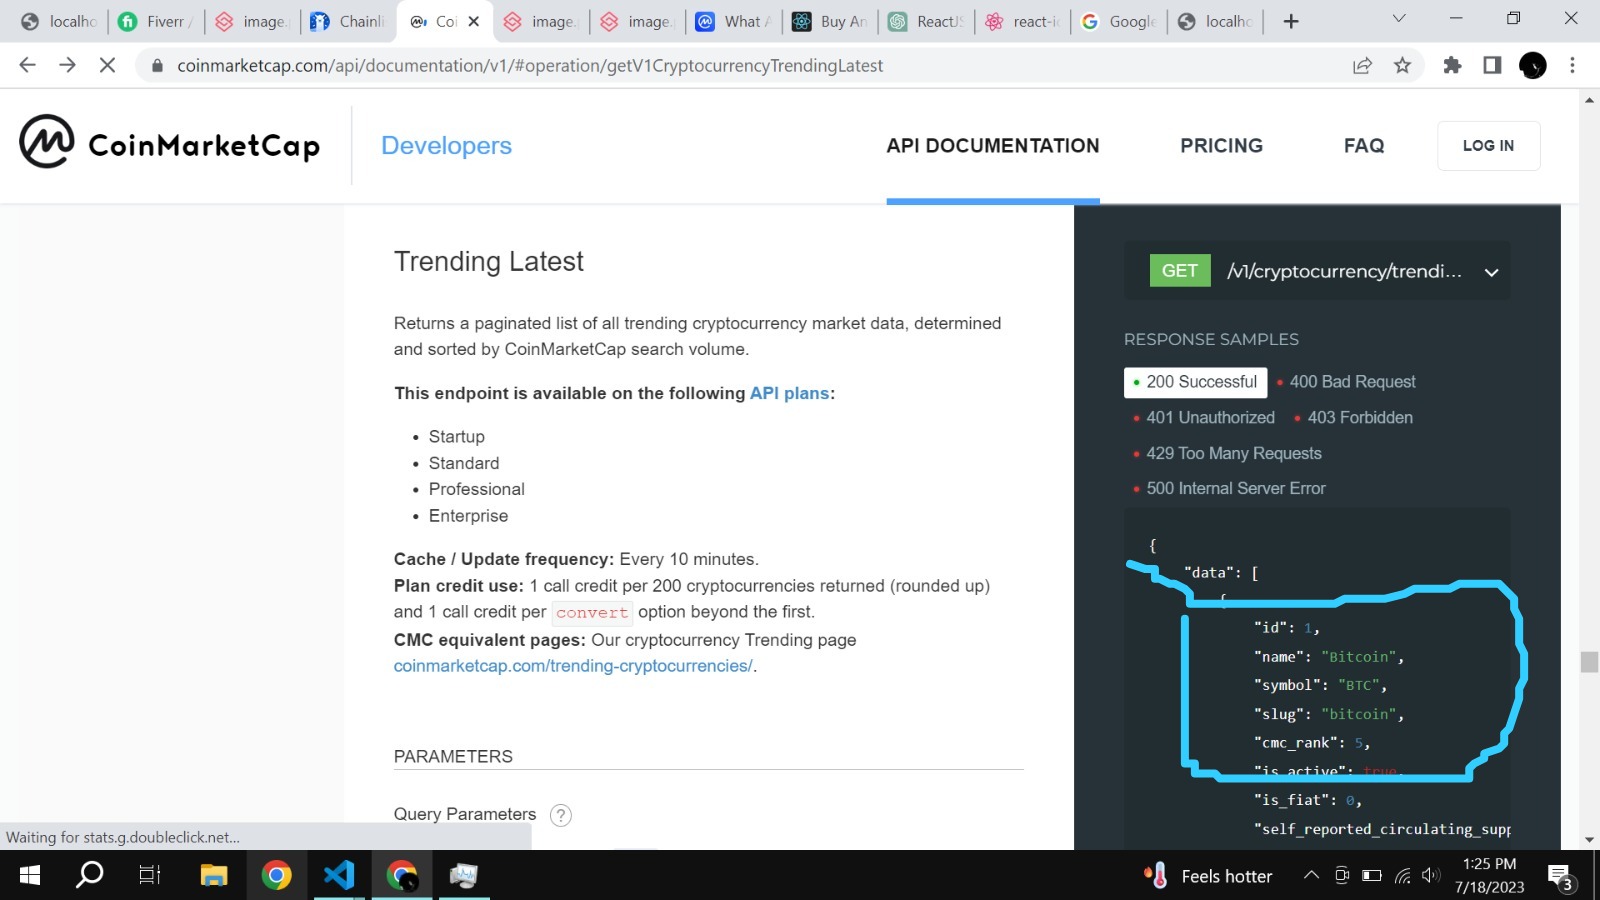 localho
Fiverr /
image.
Chainli
Coi
image.
image.
What A
Buy An
ReactJS
react-ic
Google
localho
coinmarketcap.com/api/documentation/v1/#operation/getV1CryptocurrencyTrendingLatest
CoinMarketCap
Developers
API DOCUMENTATION
PRICING
FAQ
LOG IN
Trending Latest
Returns a paginated list of all trending cryptocurrency market data, determined
and sorted by CoinMarketCap search volume.
This endpoint is available on the following API plans:
• Startup
• Standard
• Professional
• Enterprise
Cache / Update frequency: Every 10 minutes.
Plan credit use: 1 call credit per 200 cryptocurrencies returned (rounded up)
and 1 call credit per convert option beyond the first.
CMC equivalent pages: Our cryptocurrency Trending page
coinmarketcap.com/trending-cryptocurrencies/.
PARAMETERS
Query Parameters ?
GET /v1/cryptocurrency/trendi...
RESPONSE SAMPLES
200 Successful
400 Bad Request
401 Unauthorized
403 Forbidden
429 Too Many Requests
500 Internal Server Error
{
"data": [
{
"id": 1,
"name": "Bitcoin",
"symbol": "BTC",
"slug": "bitcoin",
"cmc_rank": 5,
"is_active": true,
"is_fiat": 0,
"self_reported_circulating_supp
Waiting for stats.g.doubleclick.net...
Feels hotter
1:25 PM
7/18/2023
3